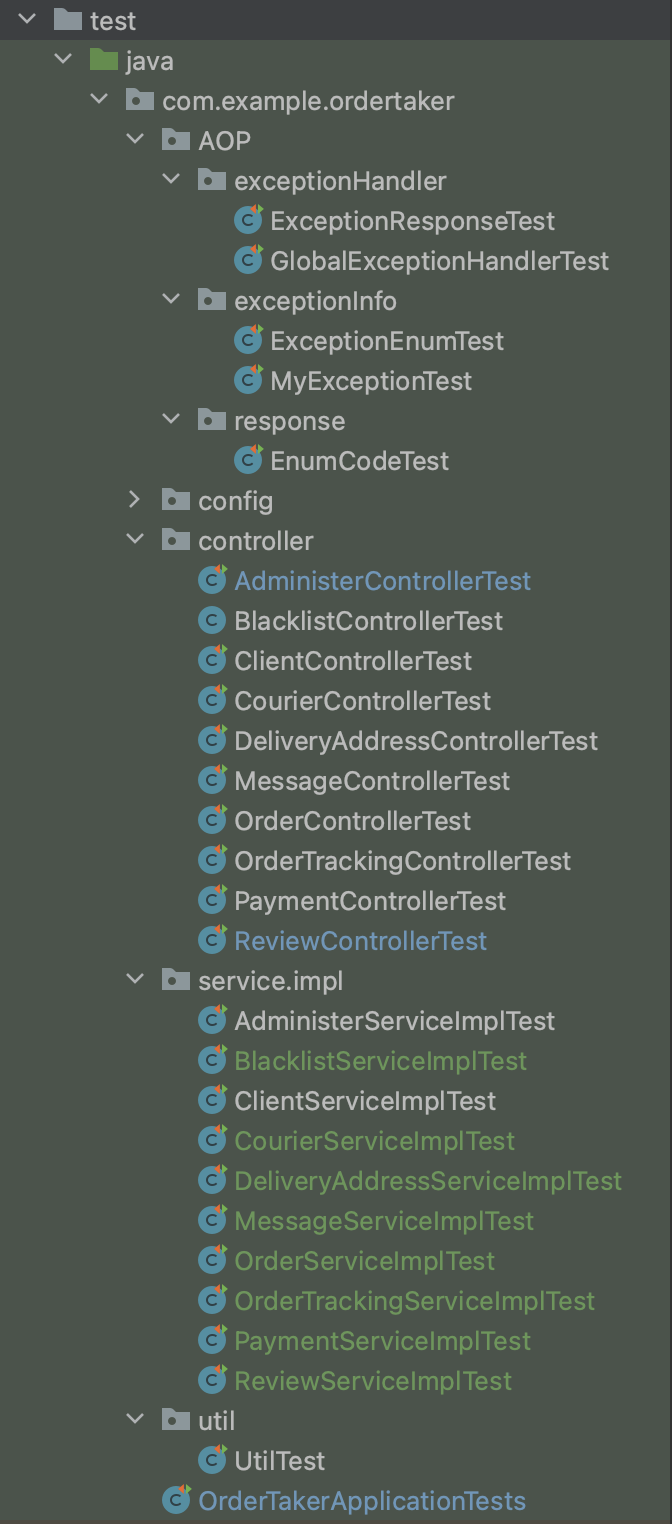 test
java
com.example.ordertaker
AOP
exceptionHandler
ExceptionResponseTest
GlobalExceptionHandlerTest
exceptionInfo
ExceptionEnumTest
MyExceptionTest
response
EnumCodeTest
config
controller
AdministerControllerTest
BlacklistControllerTest
ClientControllerTest
CourierControllerTest
DeliveryAddressControllerTest
MessageControllerTest
OrderControllerTest
OrderTrackingControllerTest
PaymentControllerTest
ReviewControllerTest
service.impl
AdministerServiceImplTest
BlacklistServiceImplTest
ClientServiceImplTest
CourierServiceImplTest
DeliveryAddressServiceImplTest
MessageServiceImplTest
OrderServiceImplTest
OrderTrackingServiceImplTest
PaymentServiceImplTest
ReviewServiceImplTest
util
UtilTest
OrderTakerApplicationTests